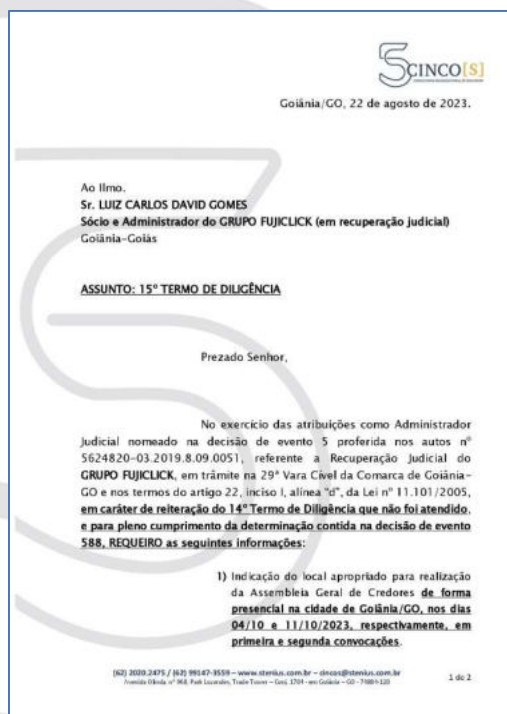 CINCO[S]
Goiânia/GO, 22 de agosto de 2023.
Ao Ilmo.
Sr. LUIZ CARLOS DAVID GOMES
Sócio e Administrador do GRUPO FUJICLICK (em recuperação judicial)
Goiânia-Goiás
ASSUNTO: 15º TERMO DE DILIGÊNCIA
Prezado Senhor,
No exercício das atribuições como Administrador
Judicial nomeado na decisão de evento 5 proferida nos autos nº
5624820-03.2019.8.09.0051, referente a Recuperação Judicial do
GRUPO FUJICLICK, em trâmite na 29ª Vara Cível da Comarca de Goiânia-
GO e nos termos do artigo 22, inciso I, alínea "d", da Lei nº 11.101/2005,
em caráter de reiteração do 14º Termo de Diligência que não foi atendido,
e para pleno cumprimento da determinação contida na decisão de evento
588, REQUEIRO as seguintes informações:
1) Indicação do local apropriado para realização
da Assembleia Geral de Credores de forma
presencial na cidade de Goiânia/GO, nos dias
04/10 e 11/10/2023, respectivamente, em
primeira e segunda convocações.
(62) 2020.2475 / (62) 99147-3559 – www.stenius.com.br – cincos@stenius.com.br
1 de 2